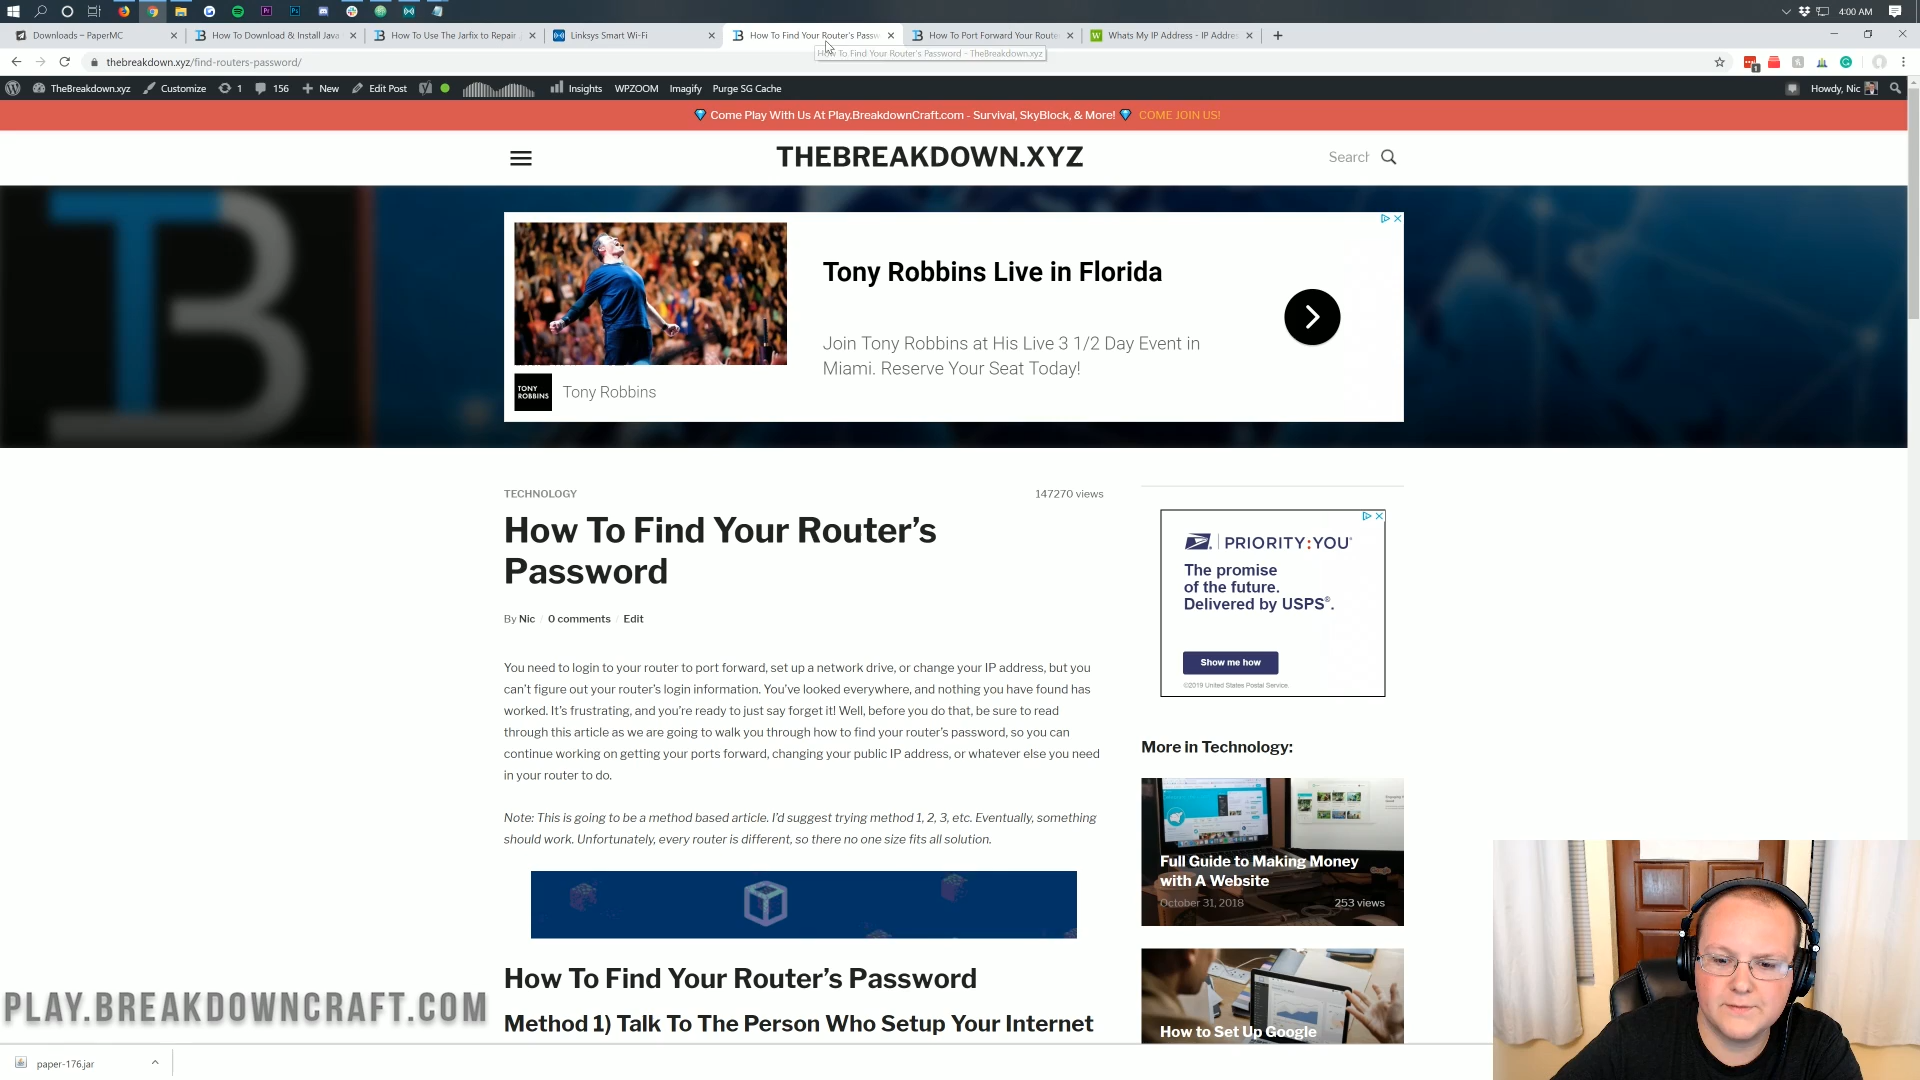 4:00 AM
Downloads – PaperMC
How To Download & Install Java
How To Use The Jarfix to Repair
Linksys Smart Wi-Fi
How To Find Your Router's Passw
How To Port Forward Your Route
Whats My IP Address - IP Addre
How To Find Your Router's Password - TheBreakdown.xyz
thebreakdown.xyz/find-routers-password/
TheBreakdown.xyz
Customize
1
156
New
Edit Post
Insights
WPZOOM
Imagify
Purge SG Cache
Howdy, Nic
Come Play With Us At Play.BreakdownCraft.com - Survival, SkyBlock, & More!
COME JOIN US!
THEBREAKDOWN.XYZ
Search
Tony Robbins Live in Florida
Join Tony Robbins at His Live 3 1/2 Day Event in
Miami. Reserve Your Seat Today!
TONY
ROBBINS
Tony Robbins
TECHNOLOGY
147270 views
How To Find Your Router's
Password
By Nic / 0 comments / Edit
You need to login to your router to port forward, set up a network drive, or change your IP address, but you
can't figure out your router's login information. You've looked everywhere, and nothing you have found has
worked. It's frustrating, and you're ready to just say forget it! Well, before you do that, be sure to read
through this article as we are going to walk you through how to find your router's password, so you can
continue working on getting your ports forward, changing your public IP address, or whatever else you need
in your router to do.
Note: This is going to be a method based article. I'd suggest trying method 1, 2, 3, etc. Eventually, something
should work. Unfortunately, every router is different, so there no one size fits all solution.
How To Find Your Router's Password
Method 1) Talk To The Person Who Setup Your Internet
PRIORITY:YOU
The promise
of the future.
Delivered by USPS®.
Show me how
©2019 United States Postal Service.
More in Technology:
Full Guide to Making Money
with A Website
October 31, 2018
253 views
How to Set Up Google
PLAY.BREAKDOWNCRAFT.COM
paper-176.jar